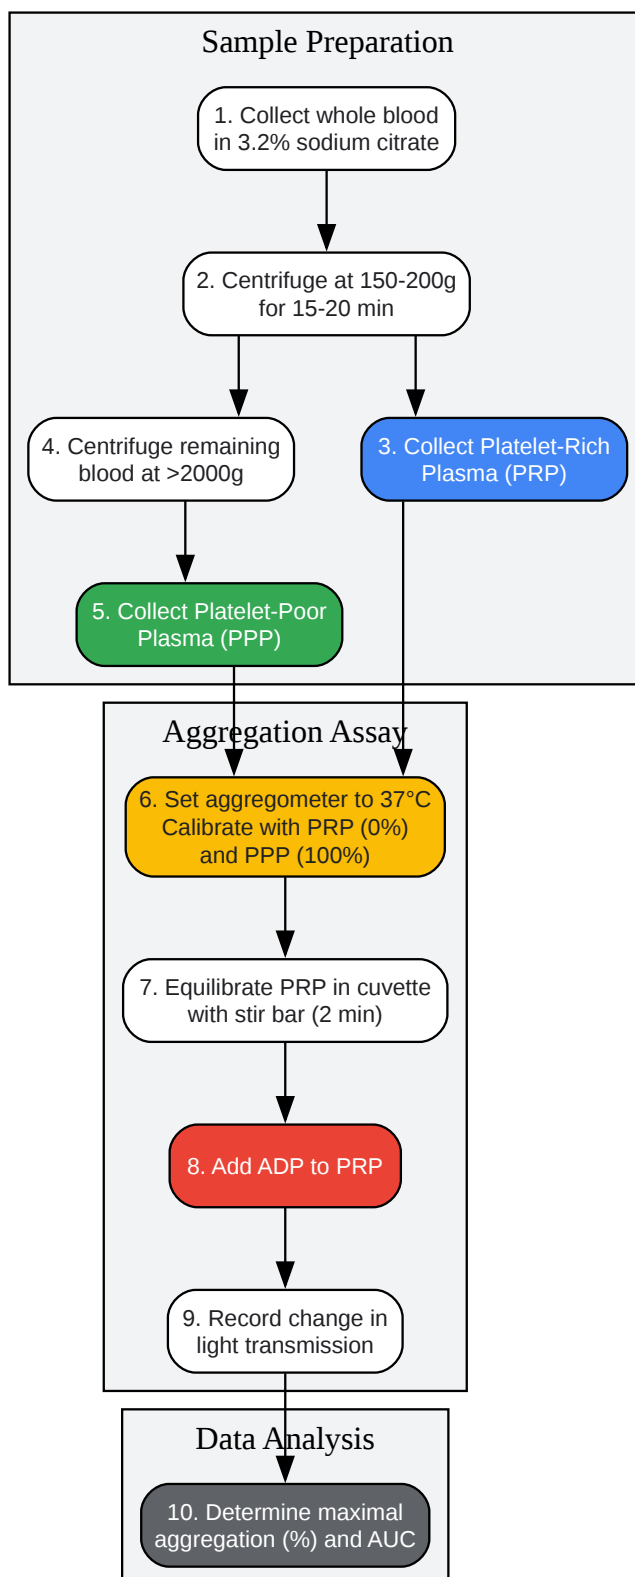 Sample Preparation
1. Collect whole blood
in 3.2% sodium citrate
2. Centrifuge at 150-200g
for 15-20 min
4. Centrifuge remaining
blood at >2000g
3. Collect Platelet-Rich
Plasma (PRP)
5. Collect Platelet-Poor
Plasma (PPP)
Aggregation Assay
6. Set aggregometer to 37°C
Calibrate with PRP (0%)
and PPP (100%)
7. Equilibrate PRP in cuvette
with stir bar (2 min)
8. Add ADP to PRP
9. Record change in
light transmission
Data Analysis
10. Determine maximal
aggregation (%) and AUC